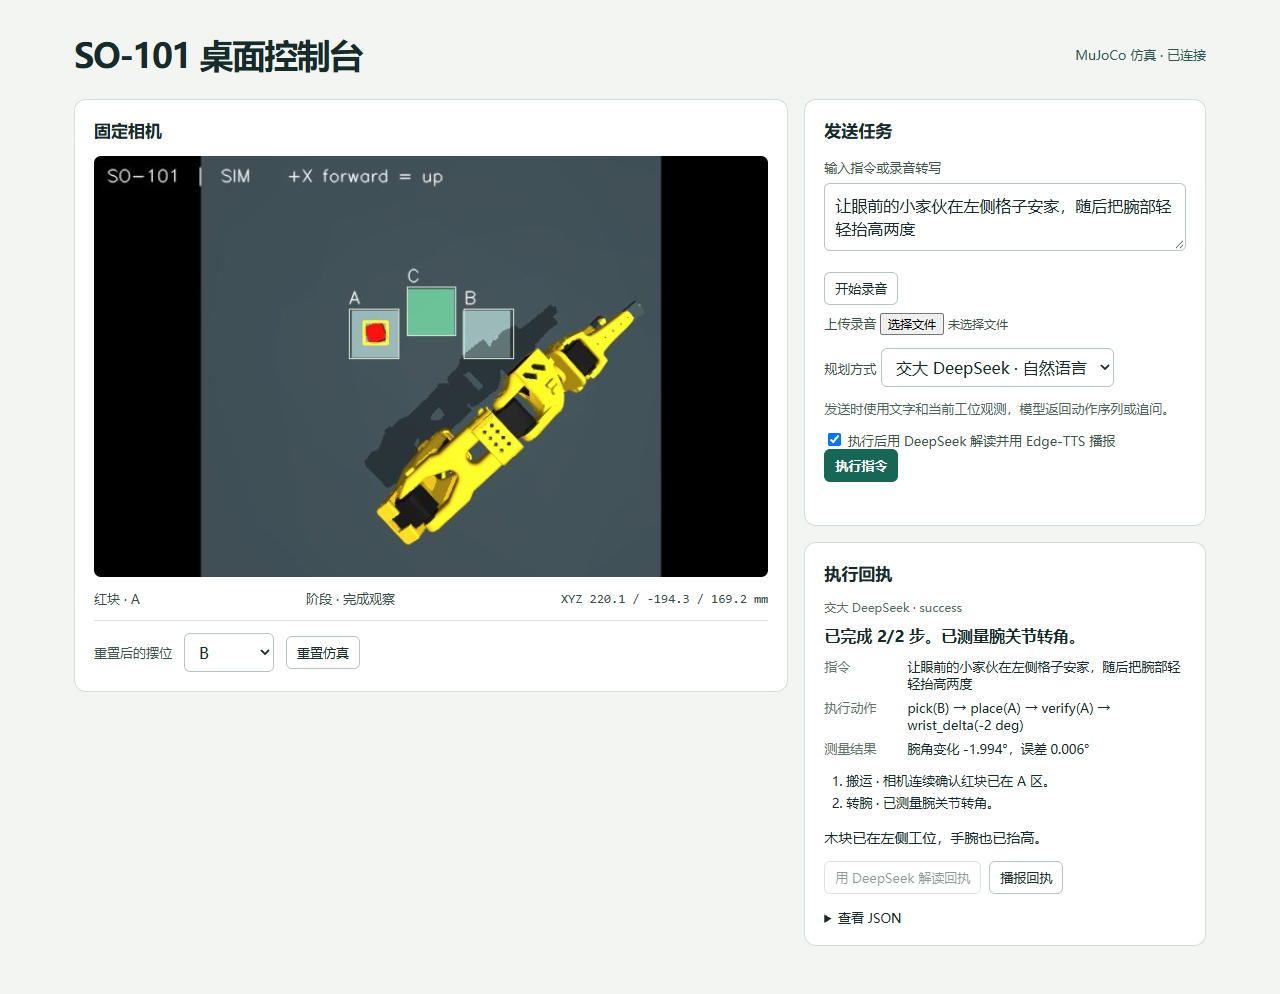 SO-101 桌面控制台
MuJoCo 仿真 · 已连接
固定相机
SO-101 | SIM +X forward = up
C
A
B
红块 · A
阶段 · 完成观察
XYZ 220.1 / -194.3 / 169.2 mm
重置后的摆位
B
重置仿真
发送任务
输入指令或录音转写
让眼前的小家伙在左侧格子安家，随后把腕部轻
轻抬高两度
开始录音
上传录音 选择文件 未选择文件
规划方式 交大 DeepSeek · 自然语言
发送时使用文字和当前工位观测，模型返回动作序列或追问。
执行后用 DeepSeek 解读并用 Edge-TTS 播报
执行指令
执行回执
交大 DeepSeek · success
已完成 2/2 步。已测量腕关节转角。
指令 让眼前的小家伙在左侧格子安家，随后把腕部轻
轻抬高两度
执行动作 pick(B) → place(A) → verify(A) →
wrist_delta(-2 deg)
测量结果 腕角变化 -1.994°，误差 0.006°
1. 搬运 · 相机连续确认红块已在 A 区。
2. 转腕 · 已测量腕关节转角。
木块已在左侧工位，手腕也已抬高。
用 DeepSeek 解读回执 播报回执
查看 JSON